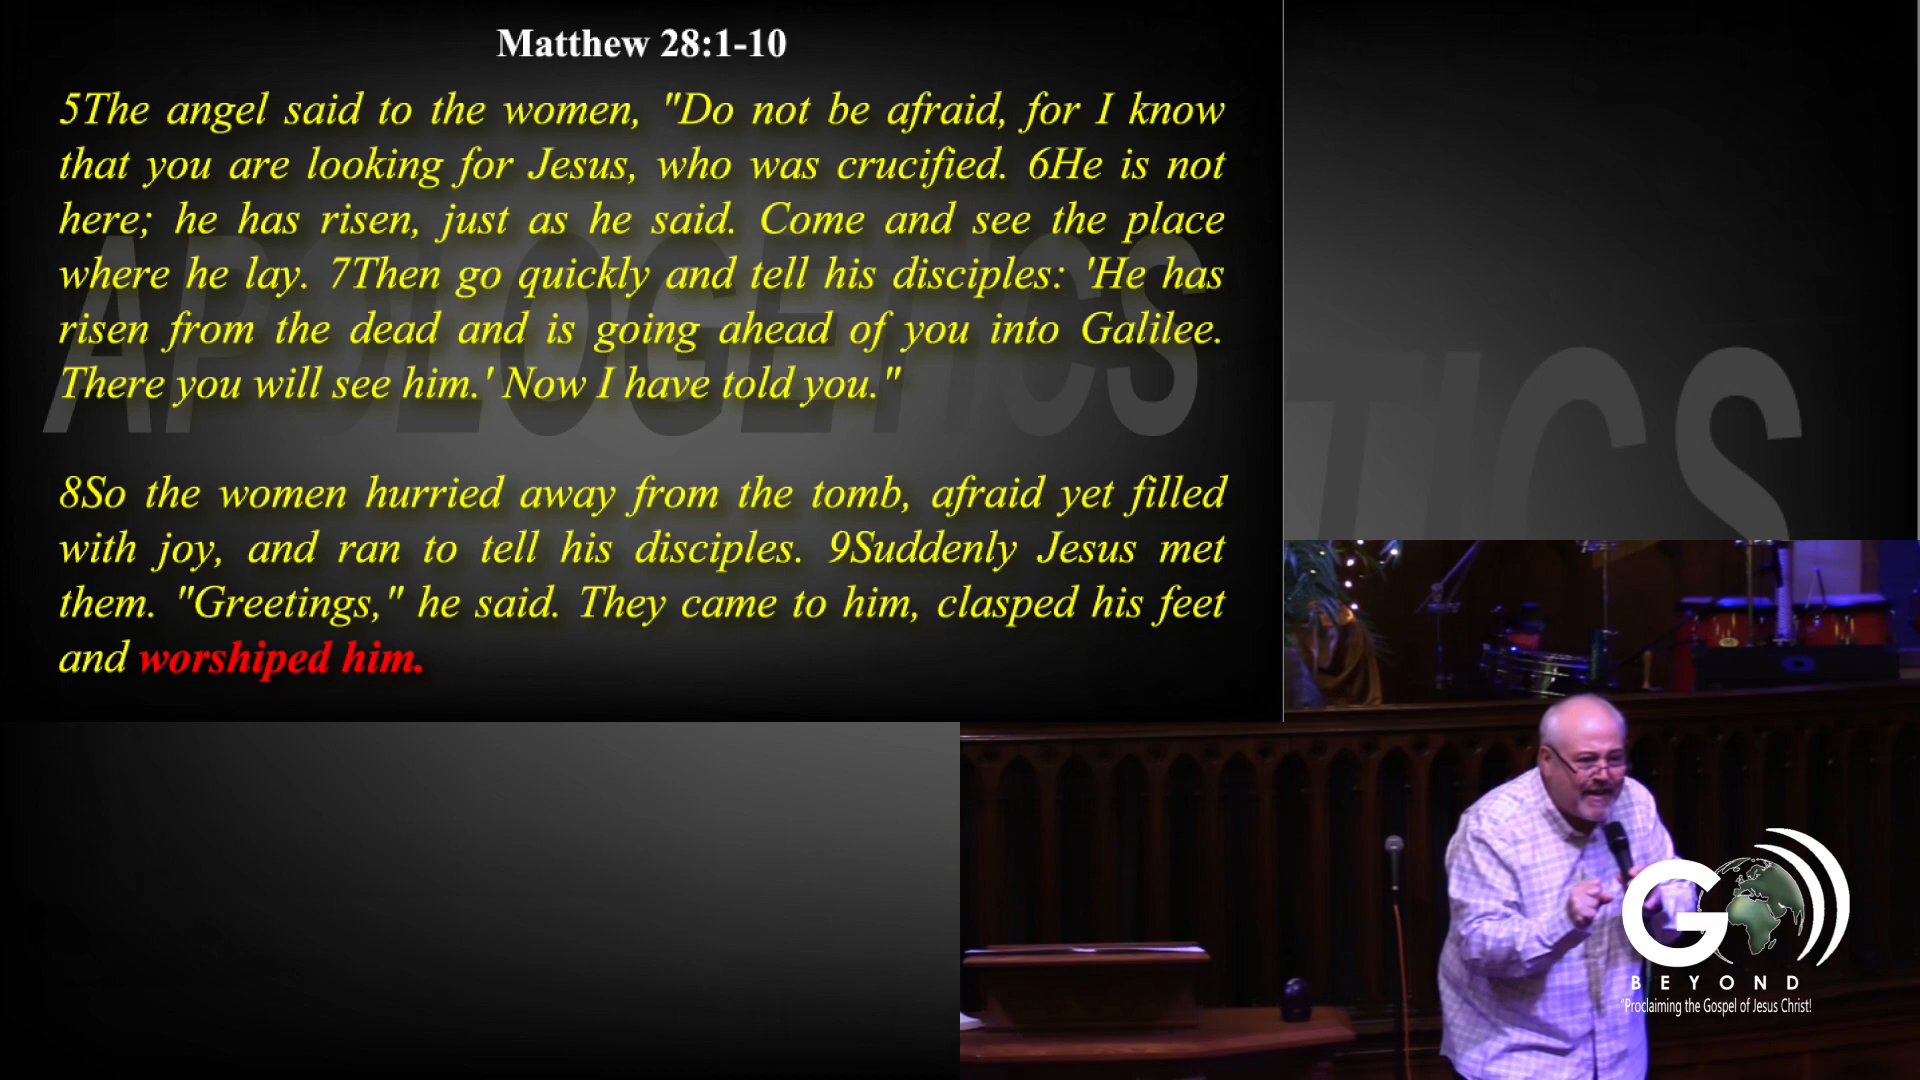 Matthew 28:1-10
5The angel said to the women, "Do not be afraid, for I know
that you are looking for Jesus, who was crucified. 6He is not
here; he has risen, just as he said. Come and see the place
where he lay. 7Then go quickly and tell his disciples: 'He has
risen from the dead and is going ahead of you into Galilee.
There you will see him.' Now I have told you."
8So the women hurried away from the tomb, afraid yet filled
with joy, and ran to tell his disciples. 9Suddenly Jesus met
them. "Greetings," he said. They came to him, clasped his feet
and worshiped him.
APOLOGETICS
TICS
GO
BEYOND
"Proclaiming the Gospel of Jesus Christ!